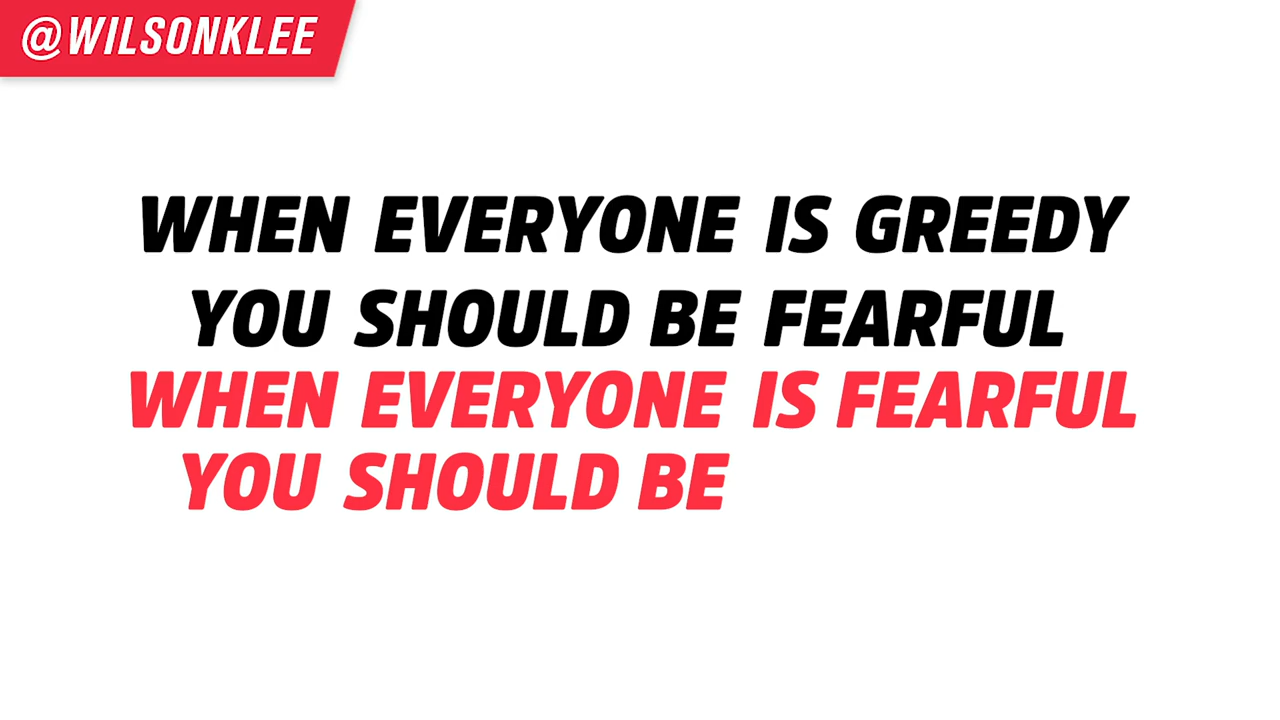 @WILSONKLEE
WHEN EVERYONE IS GREEDY
YOU SHOULD BE FEARFUL
WHEN EVERYONE IS FEARFUL
YOU SHOULD BE